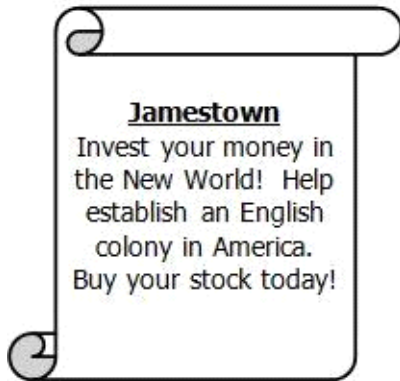 Jamestown
Invest your money in
the New World!  Help
establish an English
colony in America.
Buy your stock today!